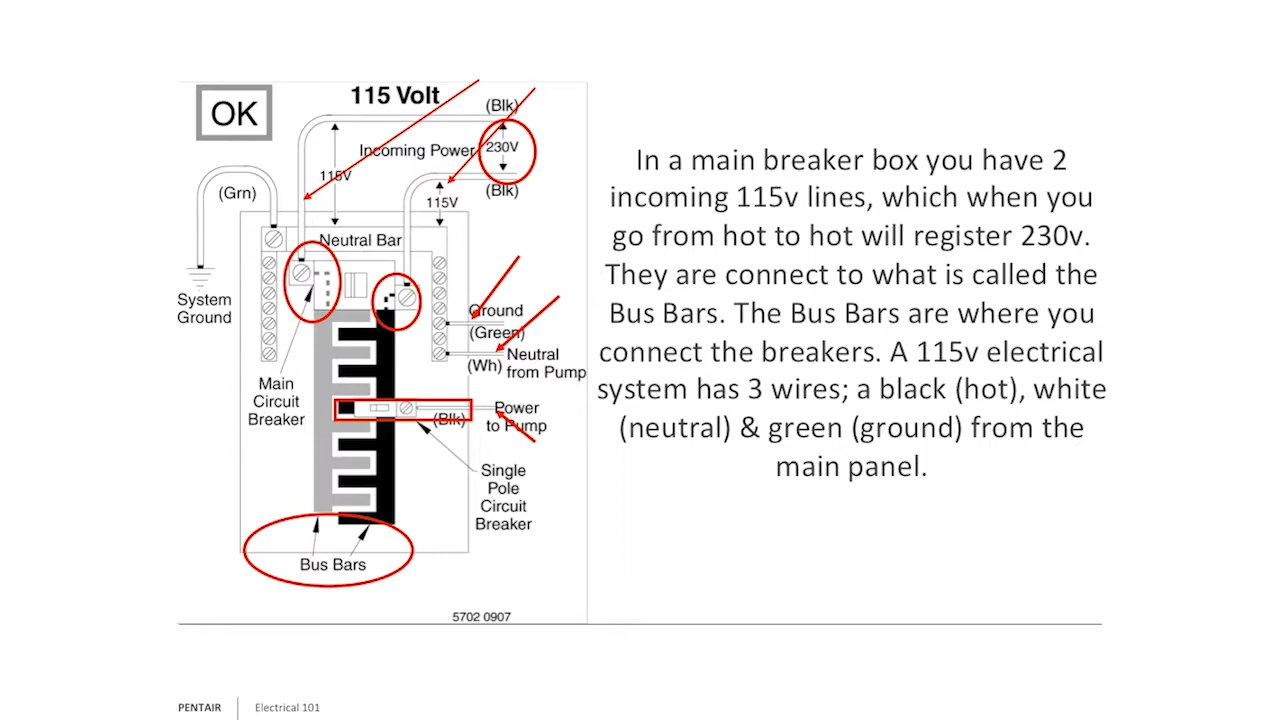 OK
115 Volt
(Blk)
Incoming Power
230V
115V
(Blk)
(Grn)
115V
Neutral Bar
System
Ground
Ground
(Green)
Neutral
(Wh)
from Pump
Main
Circuit
Breaker
Power
(Blk)
to Pump
Single
Pole
Circuit
Breaker
Bus Bars
5702 0907
In a main breaker box you have 2
incoming 115v lines, which when you
go from hot to hot will register 230v.
They are connect to what is called the
Bus Bars. The Bus Bars are where you
connect the breakers. A 115v electrical
system has 3 wires; a black (hot), white
(neutral) & green (ground) from the
main panel.
PENTAIR
Electrical 101